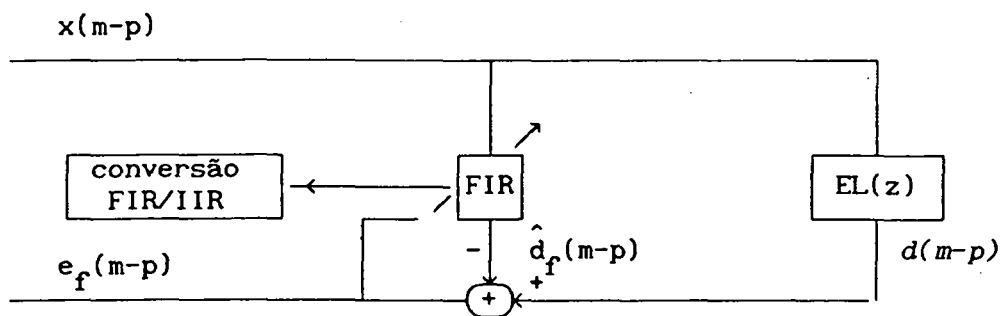 x(m-p)
conversão
FIR/IIR
FIR
EL(z)
-
d̂_f(m-p)
d(m-p)
e_f(m-p)
+
+